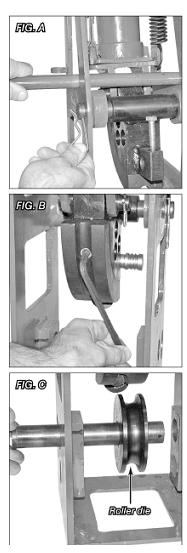 FIG. A
FIG. B
FIG. C
Roller die